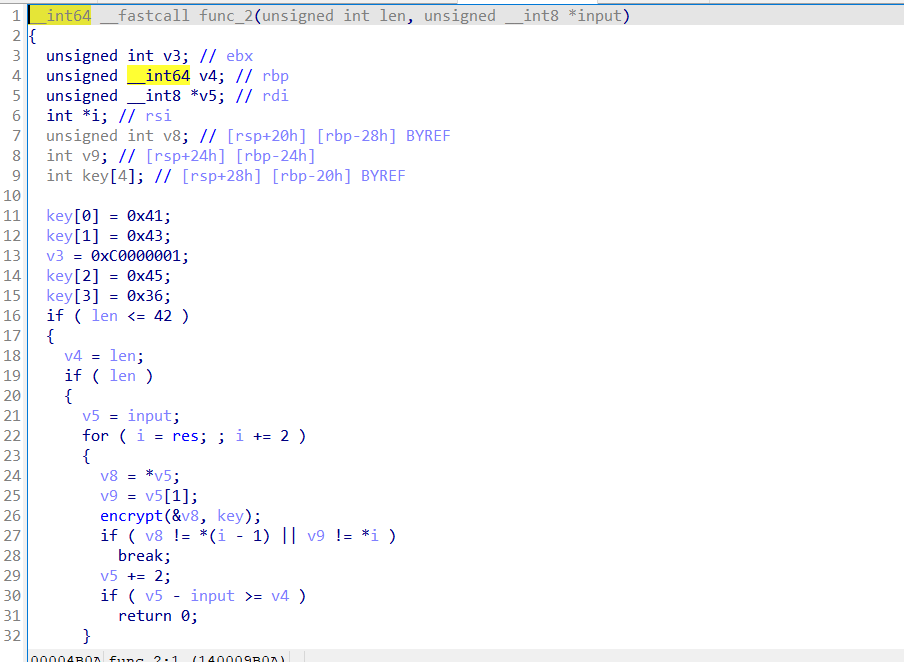 1 __int64 __fastcall func_2(unsigned int len, unsigned __int8 *input)
2 {
3 unsigned int v3; // ebx
4 unsigned __int64 v4; // rbp
5 unsigned __int8 *v5; // rdi
6 int *i; // rsi
7 unsigned int v8; // [rsp+20h] [rbp-28h] BYREF
8 int v9; // [rsp+24h] [rbp-24h]
9 int key[4]; // [rsp+28h] [rbp-20h] BYREF
10
11 key[0] = 0x41;
12 key[1] = 0x43;
13 v3 = 0xC0000001;
14 key[2] = 0x45;
15 key[3] = 0x36;
16 if ( len <= 42 )
17 {
18 v4 = len;
19 if ( len )
20 {
21 v5 = input;
22 for ( i = res; ; i += 2 )
23 {
24 v8 = *v5;
25 v9 = v5[1];
26 encrypt(&v8, key);
27 if ( v8 != *(i - 1) || v9 != *i )
28 break;
29 v5 += 2;
30 if ( v5 - input >= v4 )
31 return 0;
32 }
00004B0A func_2:1 (140009B0A)